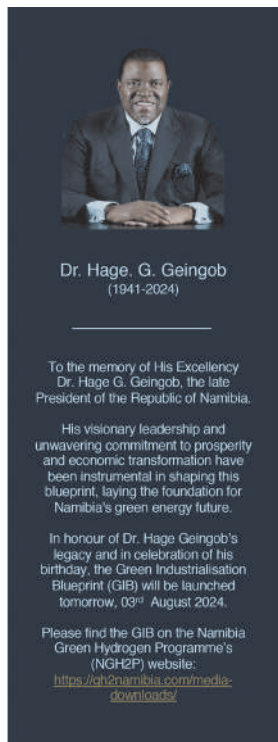 Dr. Hage. G. Geingob
(1941-2024)
To the memory of His Excellency
Dr. Hage G. Geingob, the late
President of the Republic of Namibia.
His visionary leadership and
unwavering commitment to prosperity
and economic transformation have
been instrumental in shaping this
blueprint, laying the foundation for
Namibia's green energy future.
In honour of Dr. Hage Geingob's
legacy and in celebration of his
birthday, the Green Industrialisation
Blueprint (GIB) will be launched
tomorrow, 03rd August 2024.
Please find the GIB on the Namibia
Green Hydrogen Programme's
(NGH2P) website:
https://gh2namibia.com/media-
downloads/